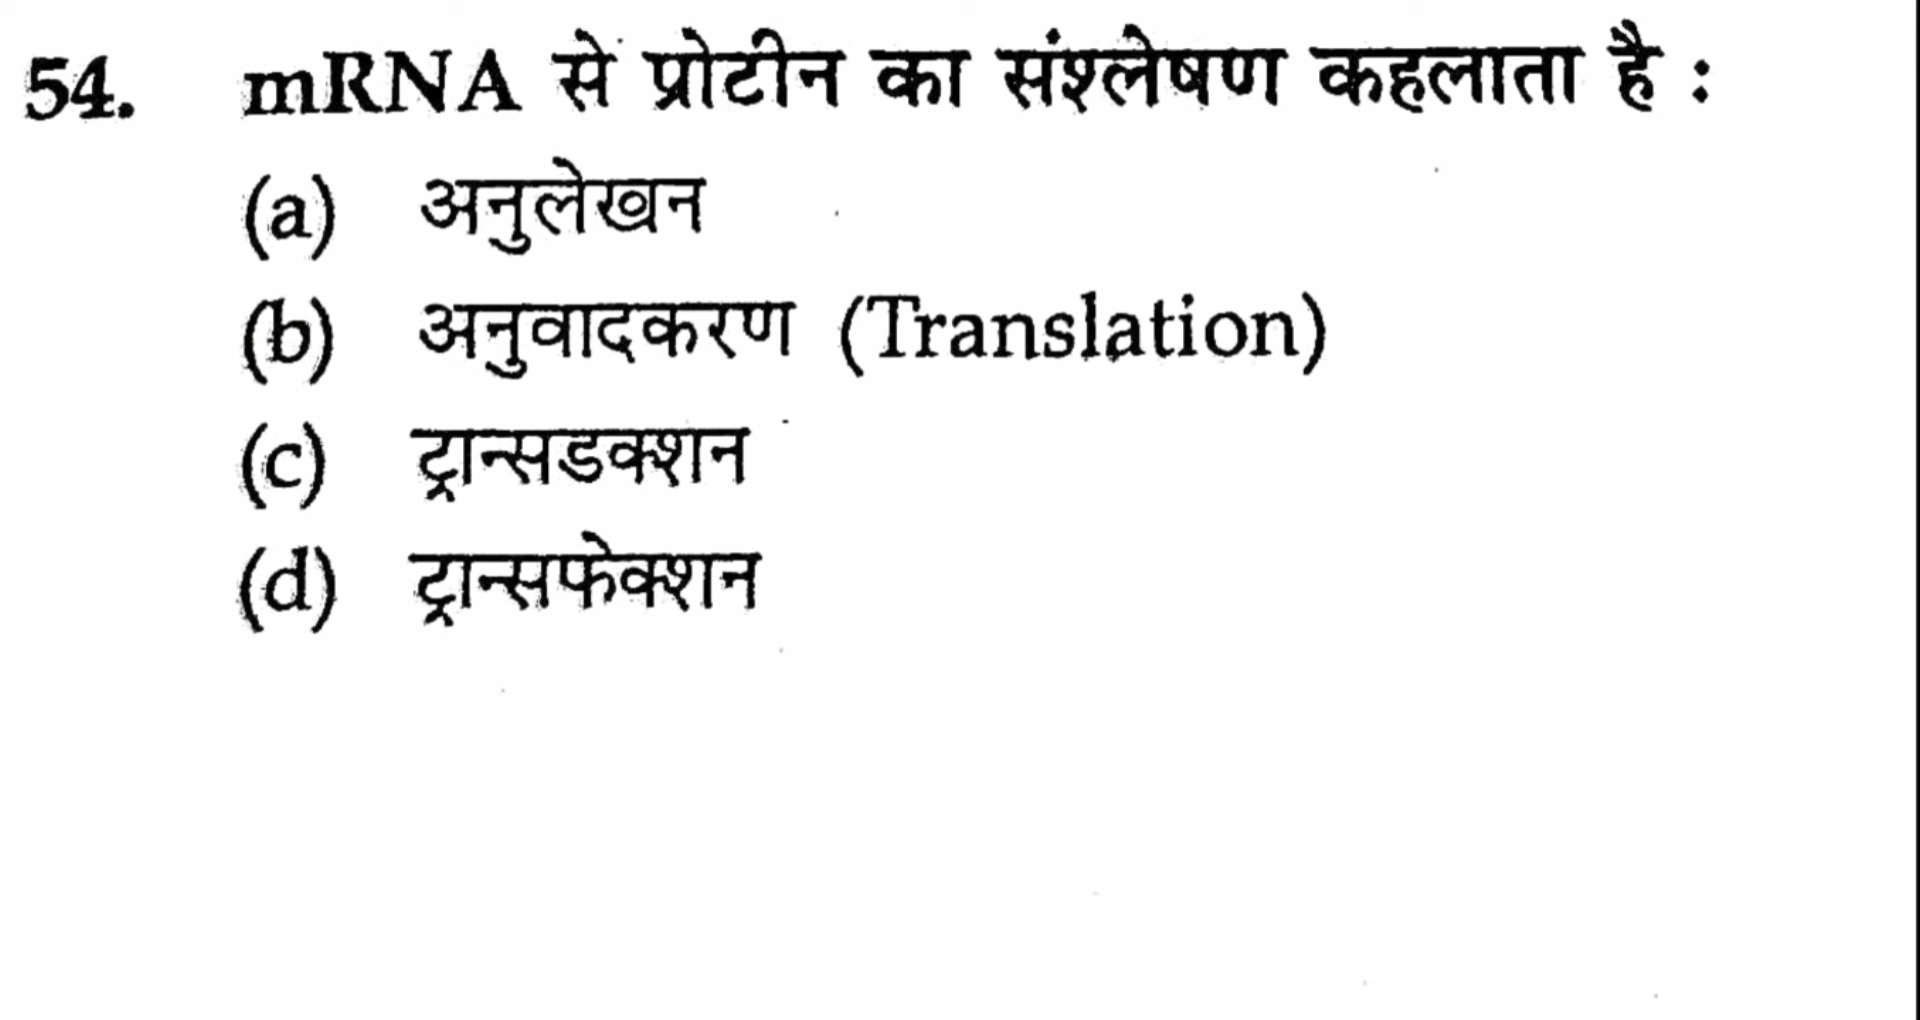 54. mRNA से प्रोटीन का संश्लेषण कहलाता है :
(a) अनुलेखन
(b) अनुवादकरण (Translation)
(c) ट्रान्सडक्शन
(d) ट्रान्सफेक्शन